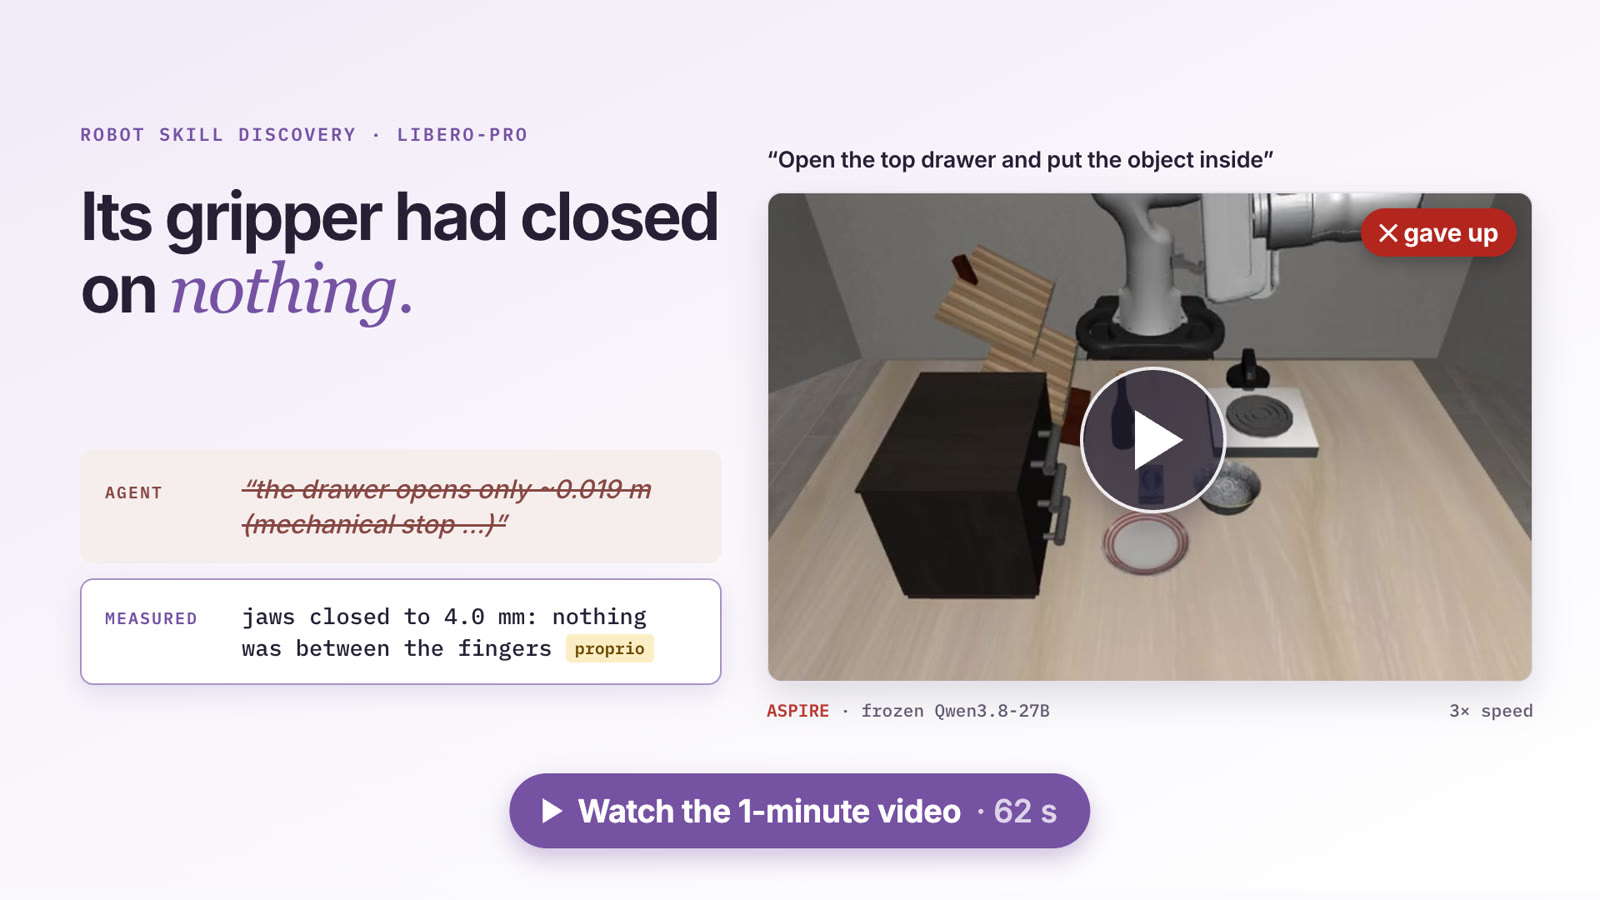 ROBOT SKILL DISCOVERY · LIBERO-PRO
Its gripper had closed
on nothing.
AGENT
“the drawer opens only ~0.019 m
(mechanical stop …)”
MEASURED
jaws closed to 4.0 mm: nothing
was between the fingers proprio
“Open the top drawer and put the object inside”
✕ gave up
ASPIRE · frozen Qwen3.8-27B
3× speed
▶ Watch the 1-minute video · 62 s